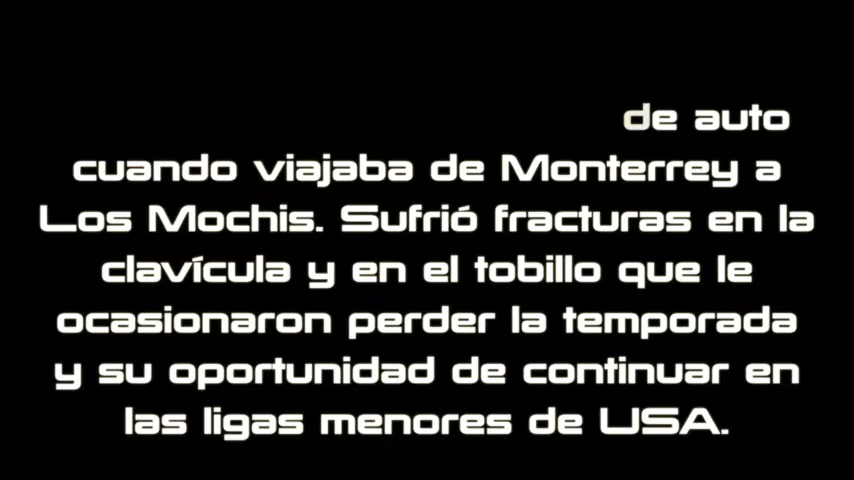 de auto
cuando viajaba de Monterrey a
Los Mochis. Sufrió fracturas en la
clavícula y en el tobillo que le
ocasionaron perder la temporada
y su oportunidad de continuar en
las ligas menores de USA.